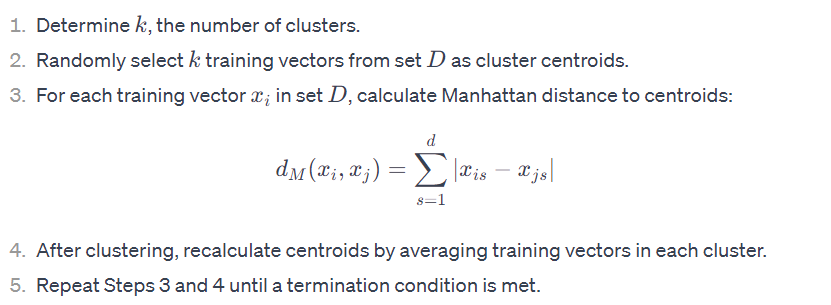 1. Determine k, the number of clusters.
2. Randomly select k training vectors from set D as cluster centroids.
3. For each training vector x_i in set D, calculate Manhattan distance to centroids:
d_M(x_i, x_j) = \sum_{s=1}^{d} |x_{is} − x_{js}|
4. After clustering, recalculate centroids by averaging training vectors in each cluster.
5. Repeat Steps 3 and 4 until a termination condition is met.